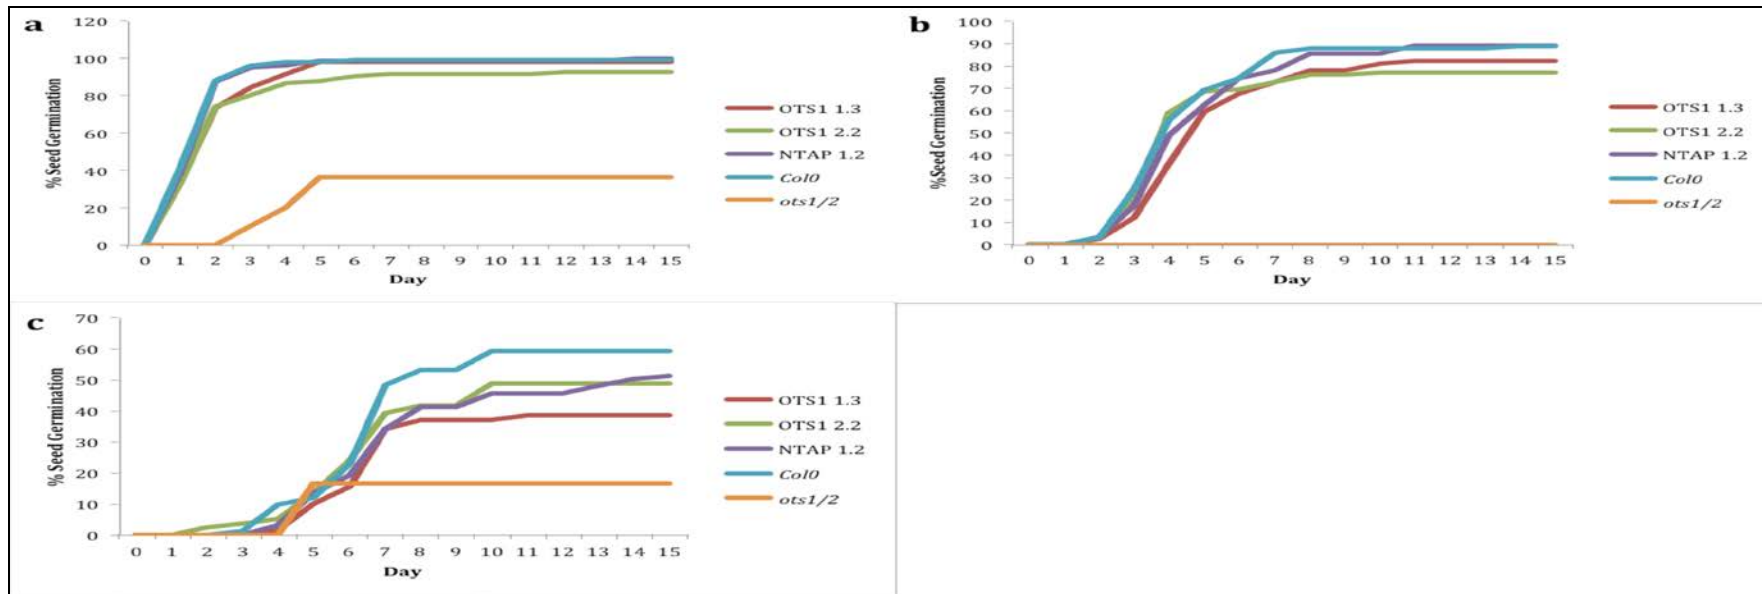 a
120
100
80
60
40
20
0
% Seed Germination
0 1 2 3 4 5 6 7 8 9 10 11 12 13 14 15
Day
OTS1 1.3
OTS1 2.2
NTAP 1.2
Col0
ots1/2
b
100
90
80
70
60
50
40
30
20
10
0
%Seed Germination
0 1 2 3 4 5 6 7 8 9 10 11 12 13 14 15
Day
OTS1 1.3
OTS1 2.2
NTAP 1.2
Col0
ots1/2
c
70
60
50
40
30
20
10
0
% Seed Germination
0 1 2 3 4 5 6 7 8 9 10 11 12 13 14 15
Day
OTS1 1.3
OTS1 2.2
NTAP 1.2
Col0
ots1/2